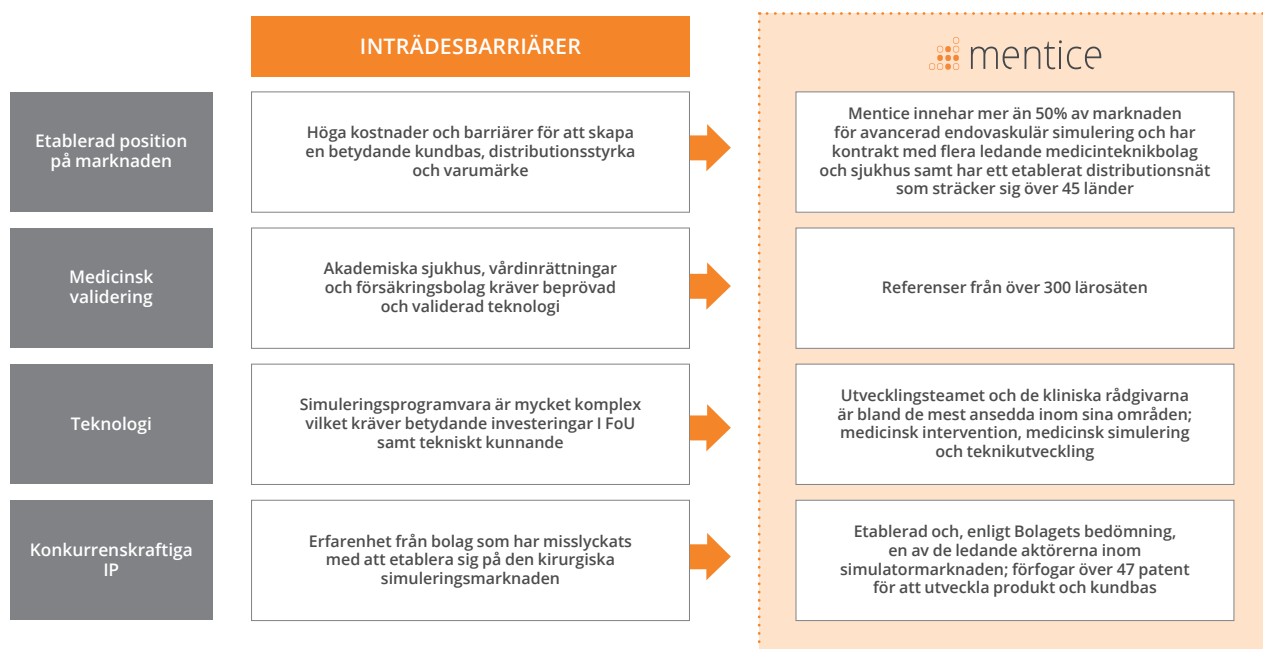 INTRÄDESBARRIÄRER
mentice
Etablerad position
på marknaden
Höga kostnader och barriärer för att skapa
en betydande kundbas, distributionsstyrka
och varumärke
Mentice innehar mer än 50% av marknaden
för avancerad endovaskulär simulering och har
kontrakt med flera ledande medicinteknikbolag
och sjukhus samt har ett etablerat distributionsnät
som sträcker sig över 45 länder
Medicinsk
validering
Akademiska sjukhus, vårdinrättningar
och försäkringsbolag kräver beprövad
och validerad teknologi
Referenser från över 300 lärosäten
Teknologi
Simuleringsprogramvara är mycket komplex
vilket kräver betydande investeringar I FoU
samt tekniskt kunnande
Utvecklingsteamet och de kliniska rådgivarna
är bland de mest ansedda inom sina områden;
medicinsk intervention, medicinsk simulering
och teknikutveckling
Konkurrenskraftiga
IP
Erfarenhet från bolag som har misslyckats
med att etablera sig på den kirurgiska
simuleringsmarknaden
Etablerad och, enligt Bolagets bedömning,
en av de ledande aktörerna inom
simulatormarknaden; förfogar över 47 patent
för att utveckla produkt och kundbas